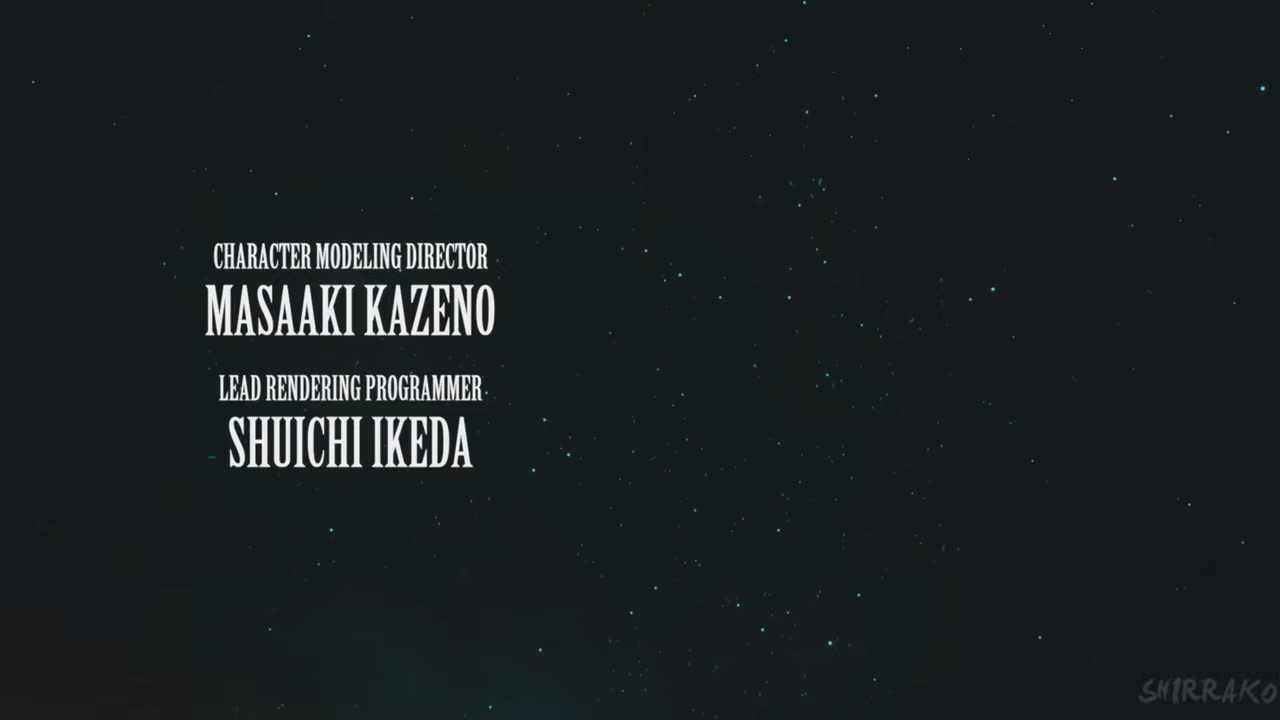 CHARACTER MODELING DIRECTOR
MASAAKI KAZENO
LEAD RENDERING PROGRAMMER
SHUICHI IKEDA
SHIRRAKO